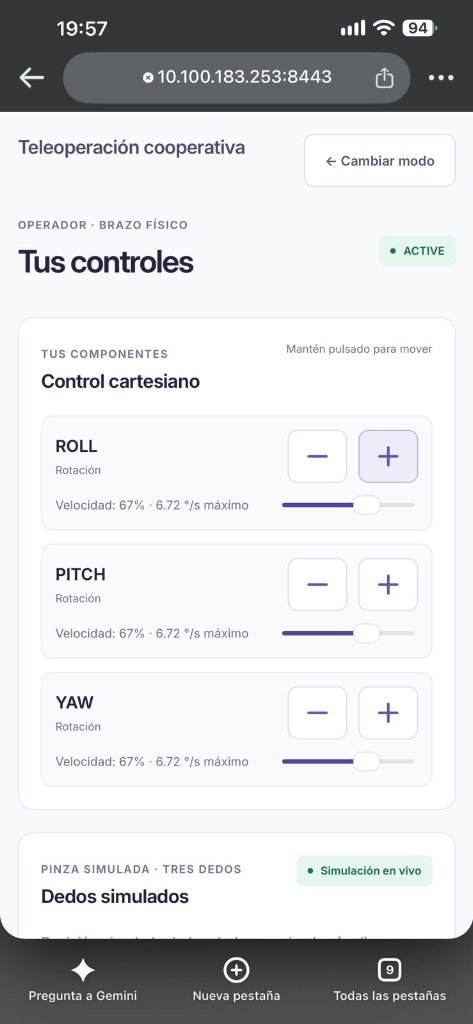 19:57
94
10.100.183.253:8443
Teleoperación cooperativa
← Cambiar modo
OPERADOR · BRAZO FÍSICO
Tus controles
ACTIVE
TUS COMPONENTES
Mantén pulsado para mover
Control cartesiano
ROLL
Rotación
− +
Velocidad: 67% · 6.72 °/s máximo
PITCH
Rotación
− +
Velocidad: 67% · 6.72 °/s máximo
YAW
Rotación
− +
Velocidad: 67% · 6.72 °/s máximo
PINZA SIMULADA · TRES DEDOS
Simulación en vivo
Dedos simulados
Pregunta a Gemini
Nueva pestaña
9
Todas las pestañas